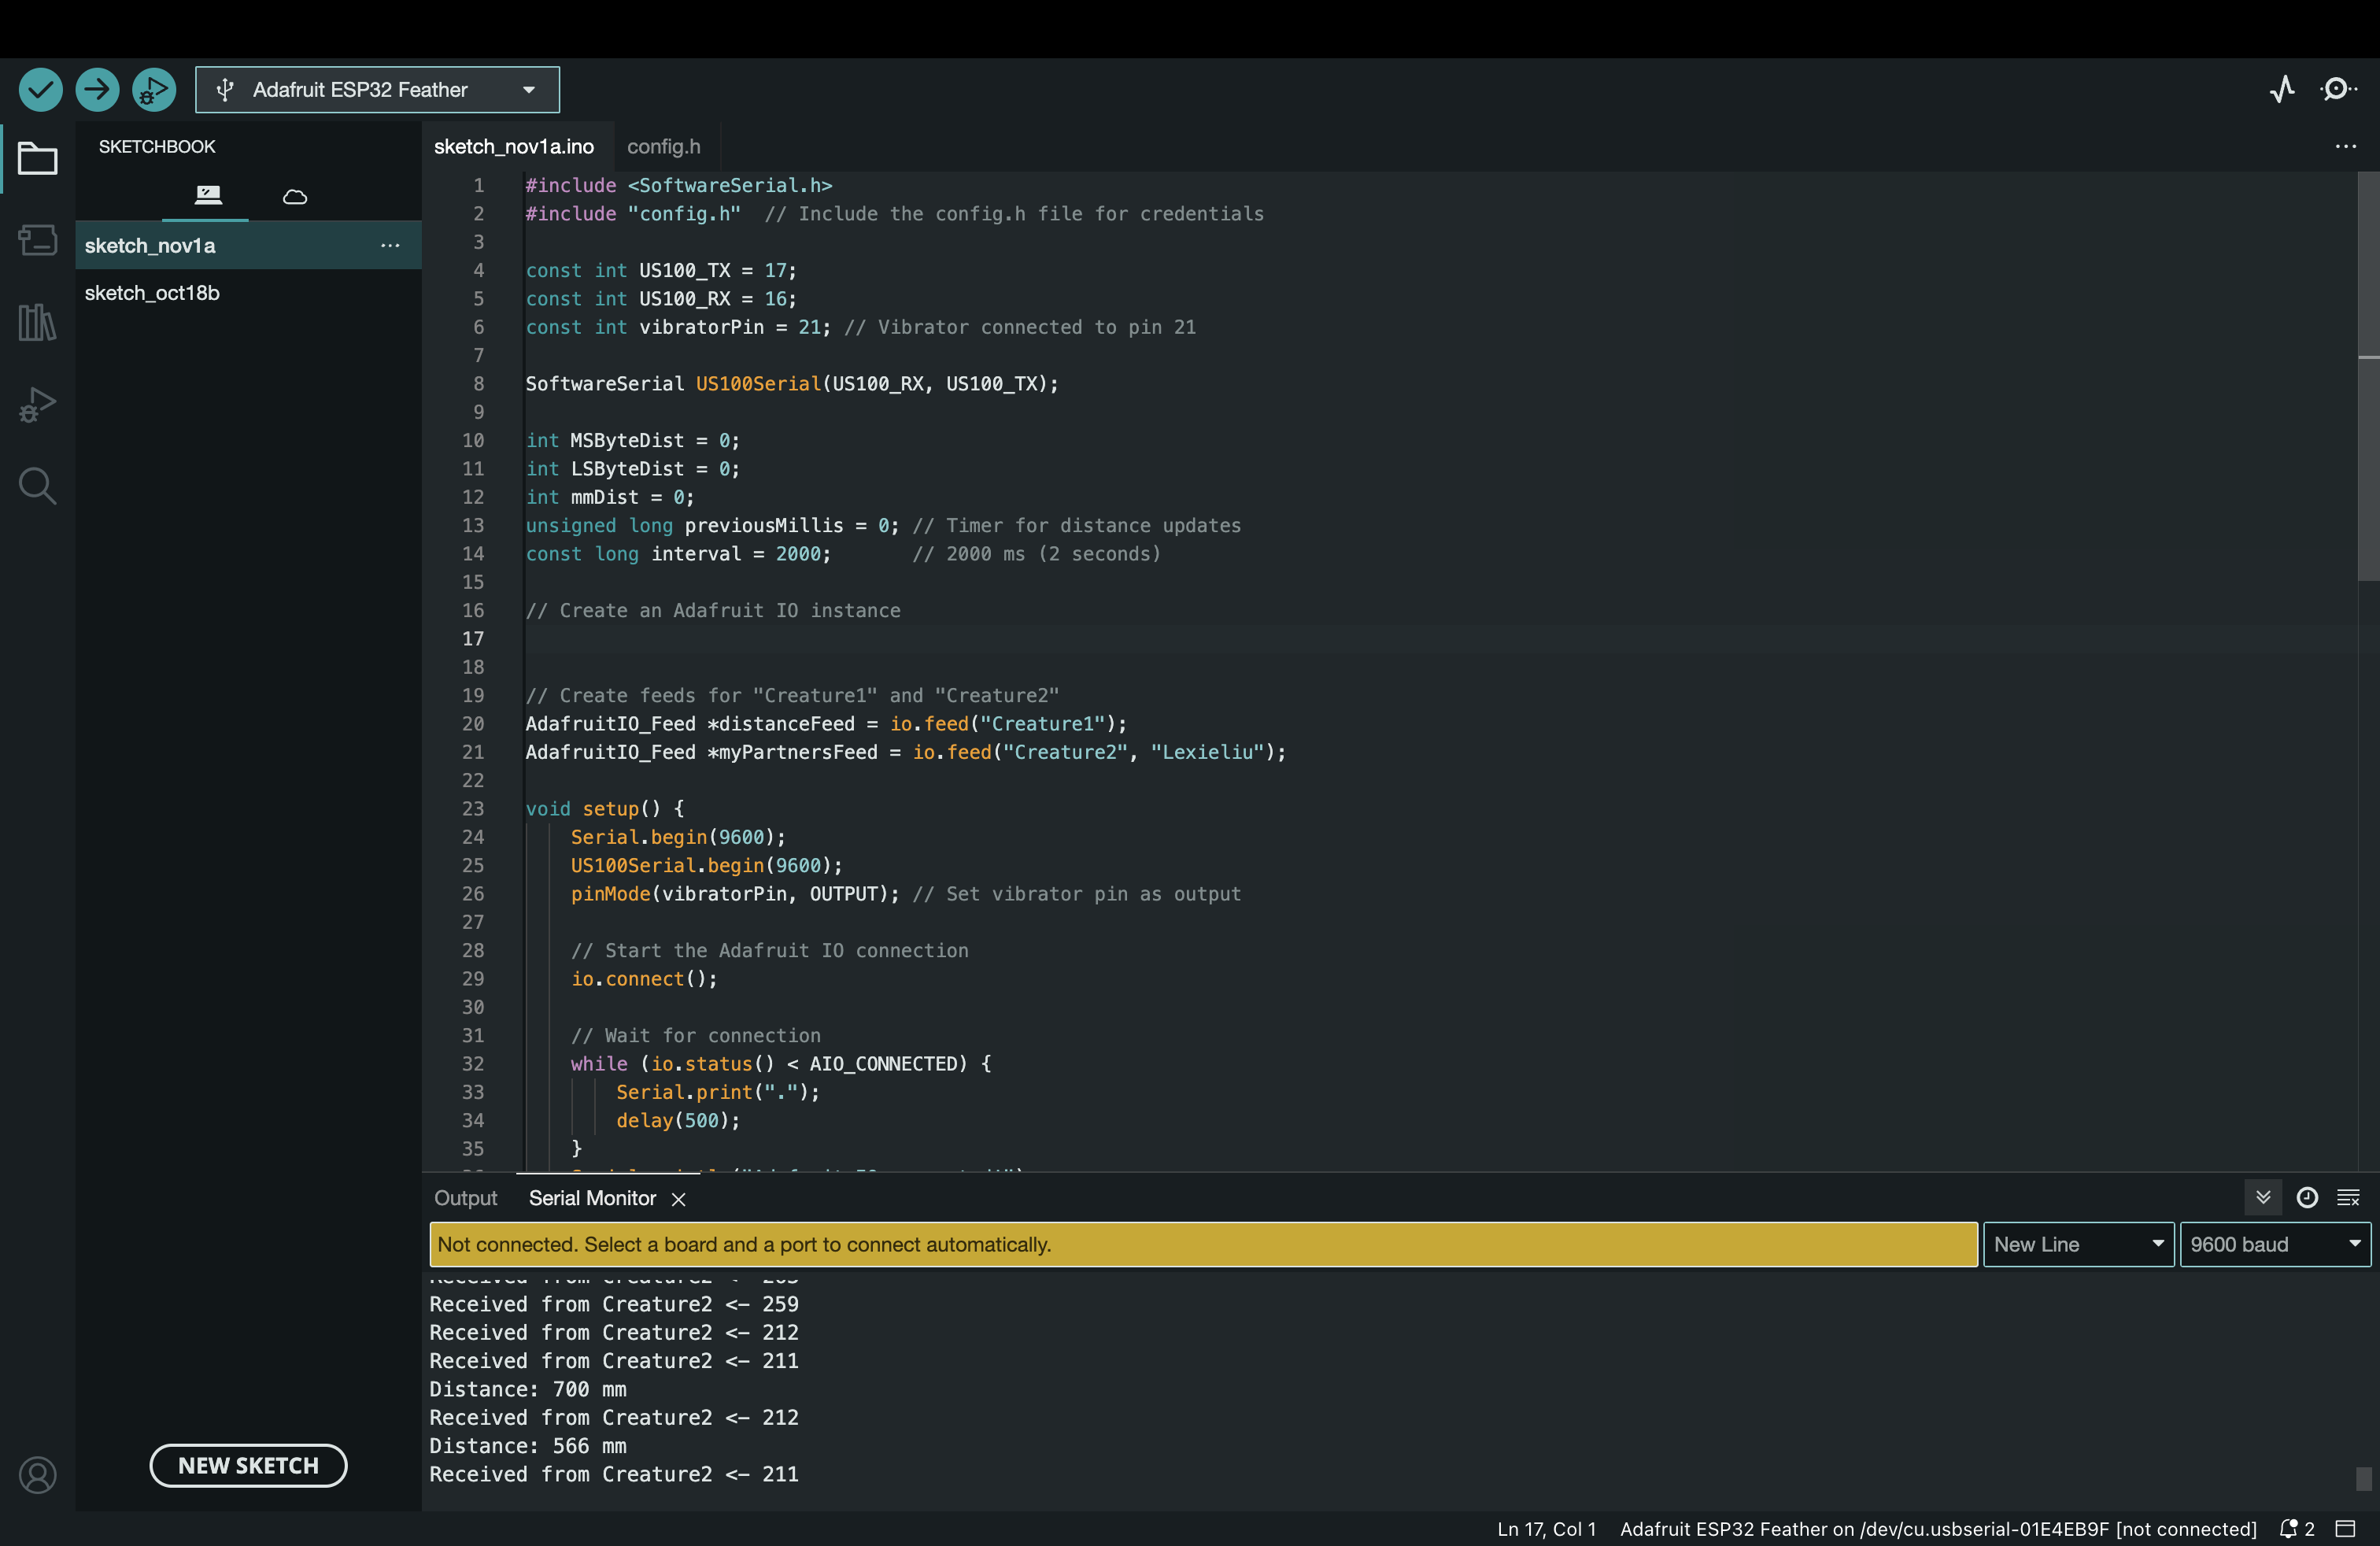 Adafruit ESP32 Feather
SKETCHBOOK
sketch_nov1a
sketch_oct18b
NEW SKETCH
sketch_nov1a.ino
config.h
1 #include <SoftwareSerial.h>
2 #include "config.h"  // Include the config.h file for credentials
3
4 const int US100_TX = 17;
5 const int US100_RX = 16;
6 const int vibratorPin = 21; // Vibrator connected to pin 21
7
8 SoftwareSerial US100Serial(US100_RX, US100_TX);
9
10 int MSByteDist = 0;
11 int LSByteDist = 0;
12 int mmDist = 0;
13 unsigned long previousMillis = 0; // Timer for distance updates
14 const long interval = 2000;       // 2000 ms (2 seconds)
15
16 // Create an Adafruit IO instance
17
18
19 // Create feeds for "Creature1" and "Creature2"
20 AdafruitIO_Feed *distanceFeed = io.feed("Creature1");
21 AdafruitIO_Feed *myPartnersFeed = io.feed("Creature2", "Lexieliu");
22
23 void setup() {
24     Serial.begin(9600);
25     US100Serial.begin(9600);
26     pinMode(vibratorPin, OUTPUT); // Set vibrator pin as output
27
28     // Start the Adafruit IO connection
29     io.connect();
30
31     // Wait for connection
32     while (io.status() < AIO_CONNECTED) {
33         Serial.print(".");
34         delay(500);
35     }
Output
Serial Monitor
Not connected. Select a board and a port to connect automatically.
New Line
9600 baud
Received from Creature2 <- 259
Received from Creature2 <- 212
Received from Creature2 <- 211
Distance: 700 mm
Received from Creature2 <- 212
Distance: 566 mm
Received from Creature2 <- 211
Ln 17, Col 1
Adafruit ESP32 Feather on /dev/cu.usbserial-01E4EB9F [not connected]
2